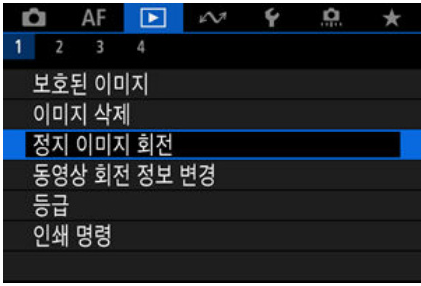 AF
1 2 3 4
보호된 이미지
이미지 삭제
정지 이미지 회전
동영상 회전 정보 변경
등급
인쇄 명령